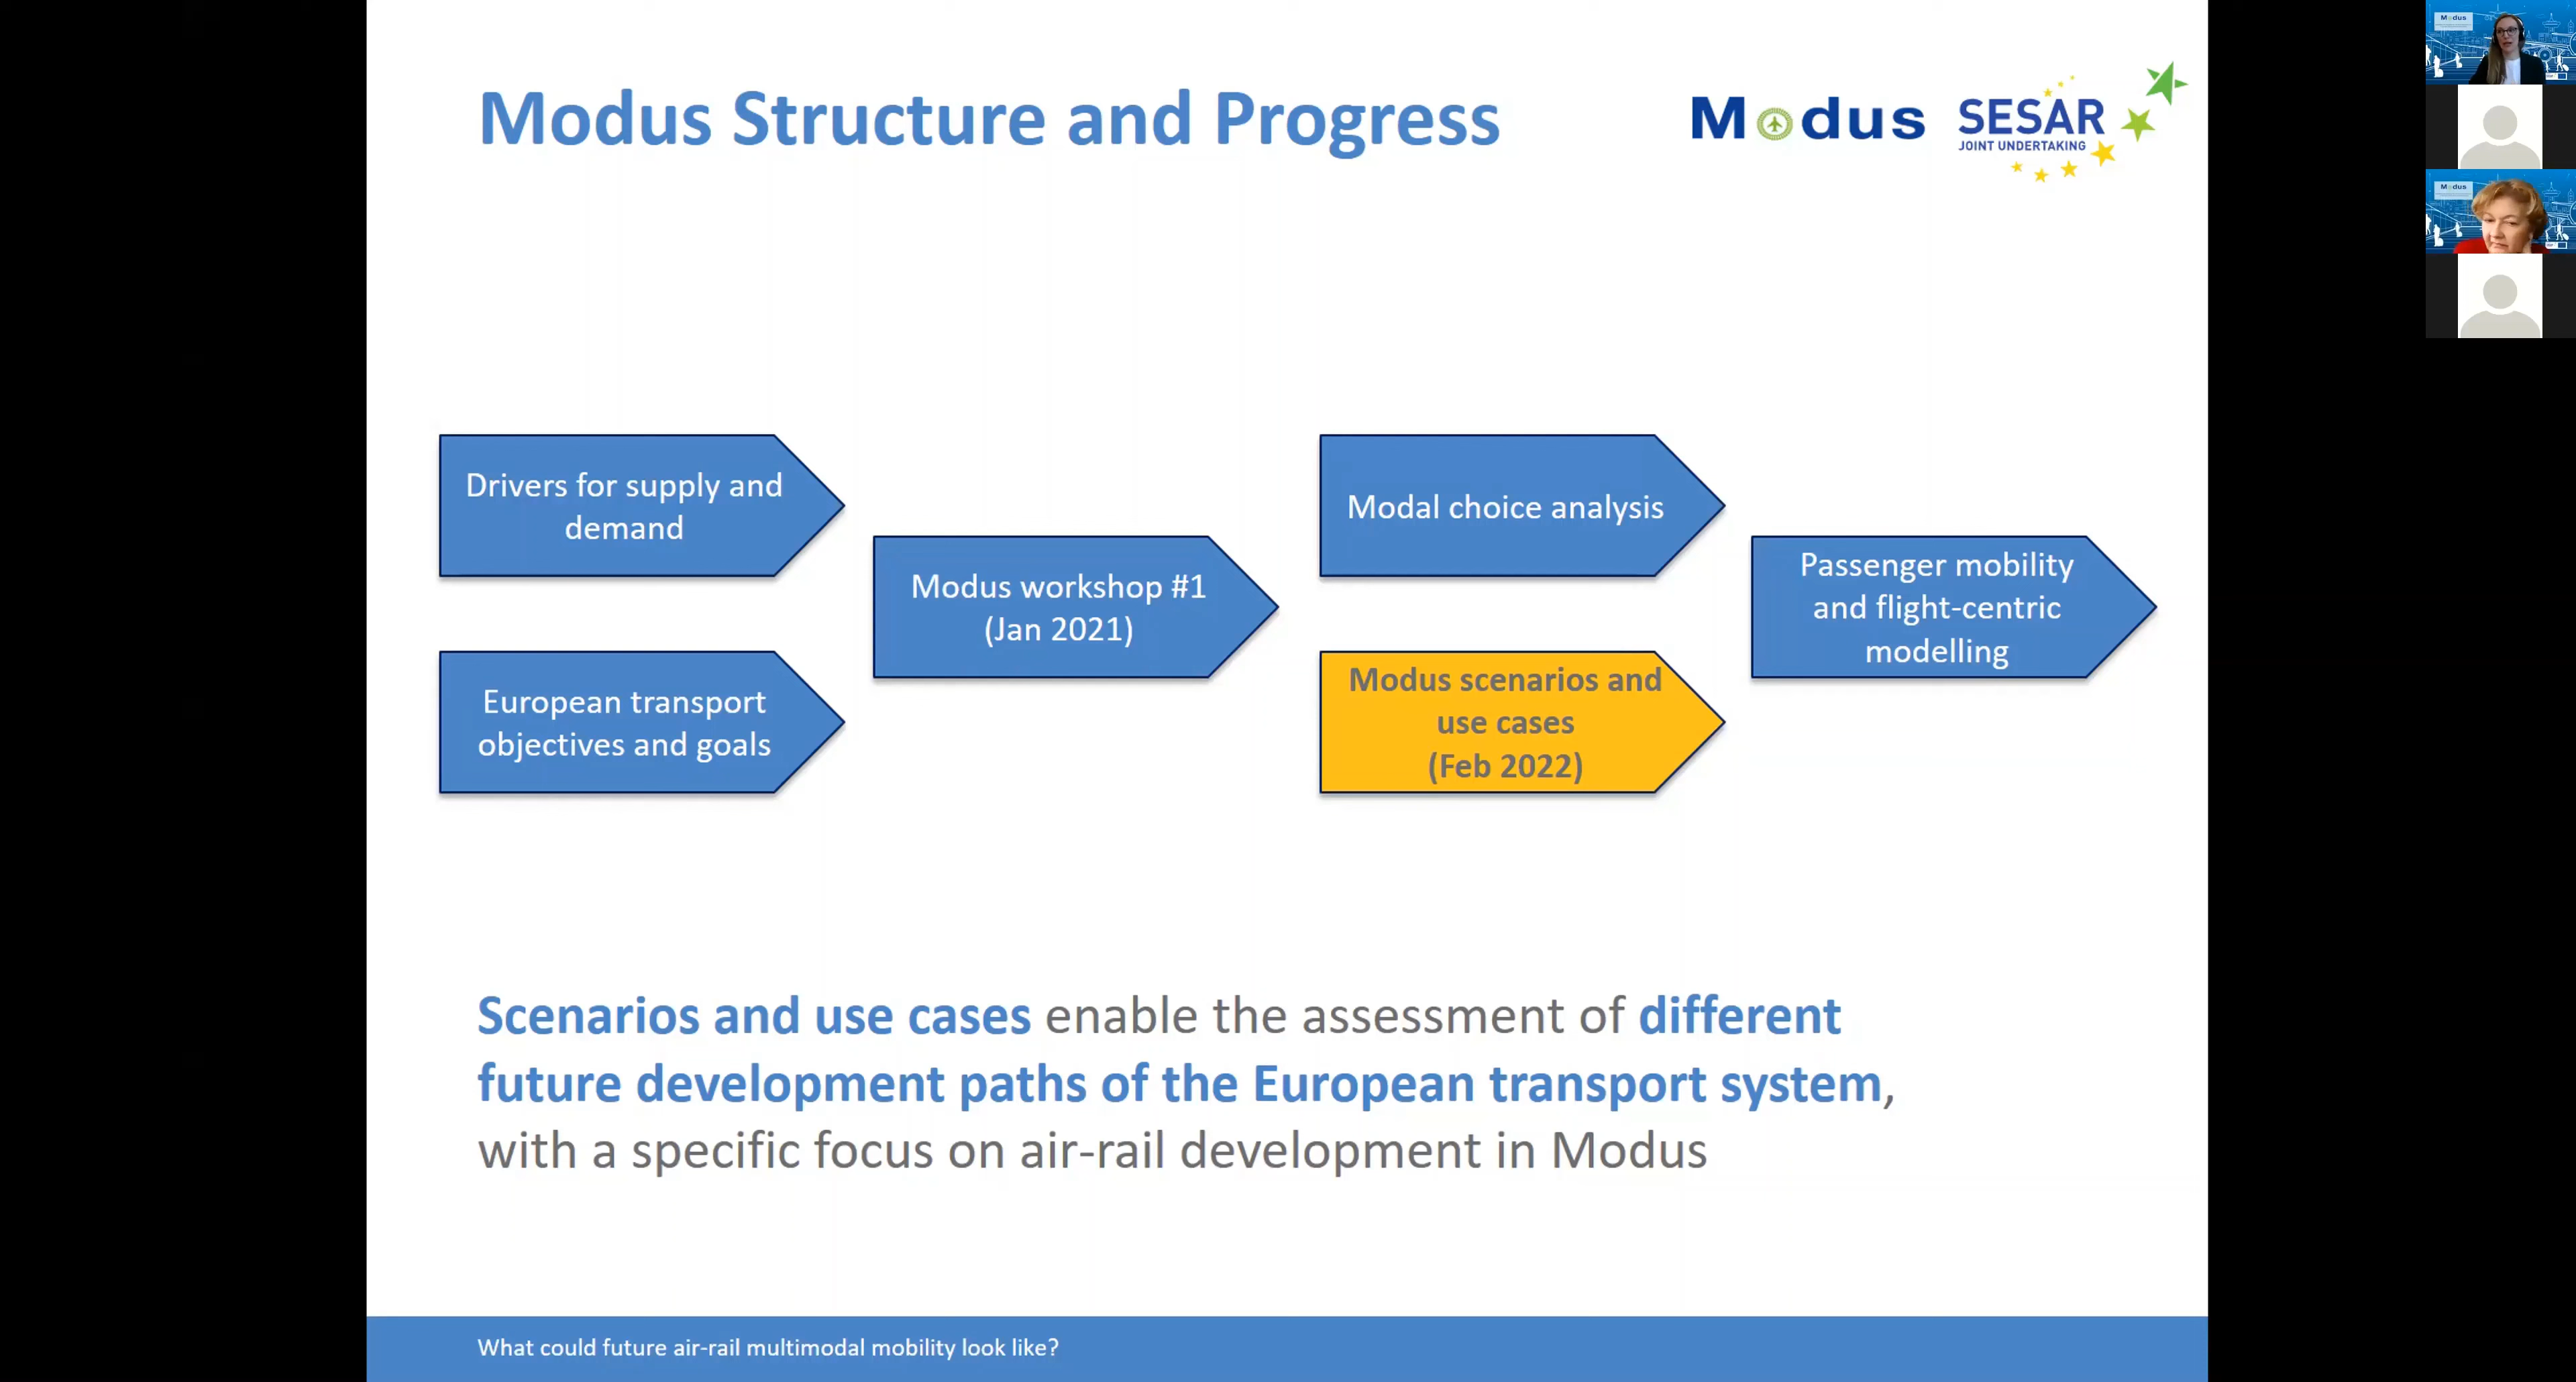 Modus Structure and Progress
Modus
SESAR
JOINT UNDERTAKING
Drivers for supply and
demand
European transport
objectives and goals
Modus workshop #1
(Jan 2021)
Modal choice analysis
Modus scenarios and
use cases
(Feb 2022)
Passenger mobility
and flight-centric
modelling
Scenarios and use cases enable the assessment of different
future development paths of the European transport system,
with a specific focus on air-rail development in Modus
What could future air-rail multimodal mobility look like?
Modus
Modus